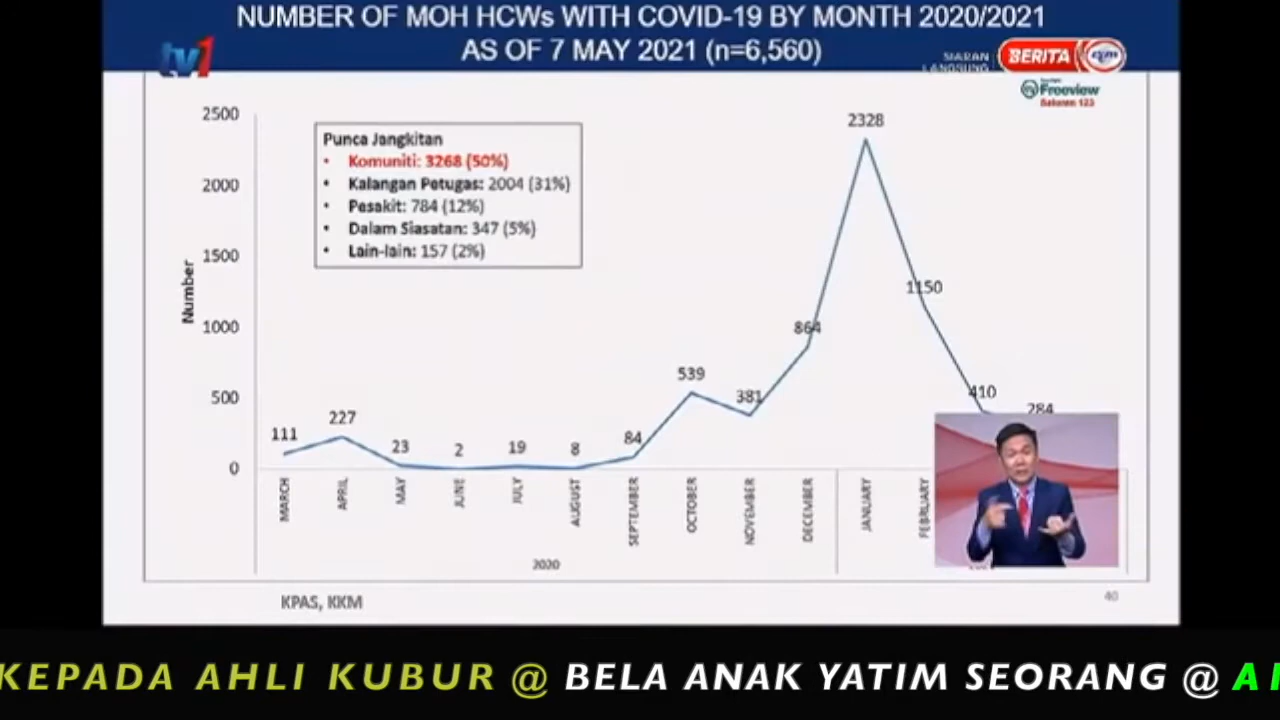 NUMBER OF MOH HCWs WITH COVID-19 BY MONTH 2020/2021
AS OF 7 MAY 2021 (n=6,560)
tv1
SIARAN
LANGSUNG
BERITA
Freeview
Saluran 123
Punca Jangkitan
• Komuniti: 3268 (50%)
• Kalangan Petugas: 2004 (31%)
• Pesakit: 784 (12%)
• Dalam Siasatan: 347 (5%)
• Lain-lain: 157 (2%)
Number
2500
2000
1500
1000
500
0
111
227
23
2
19
8
84
539
381
864
2328
1150
410
284
MARCH
APRIL
MAY
JUNE
JULY
AUGUST
SEPTEMBER
OCTOBER
NOVEMBER
DECEMBER
JANUARY
FEBRUARY
2020
KPAS, KKM
40
KEPADA AHLI KUBUR @ BELA ANAK YATIM SEORANG @ A